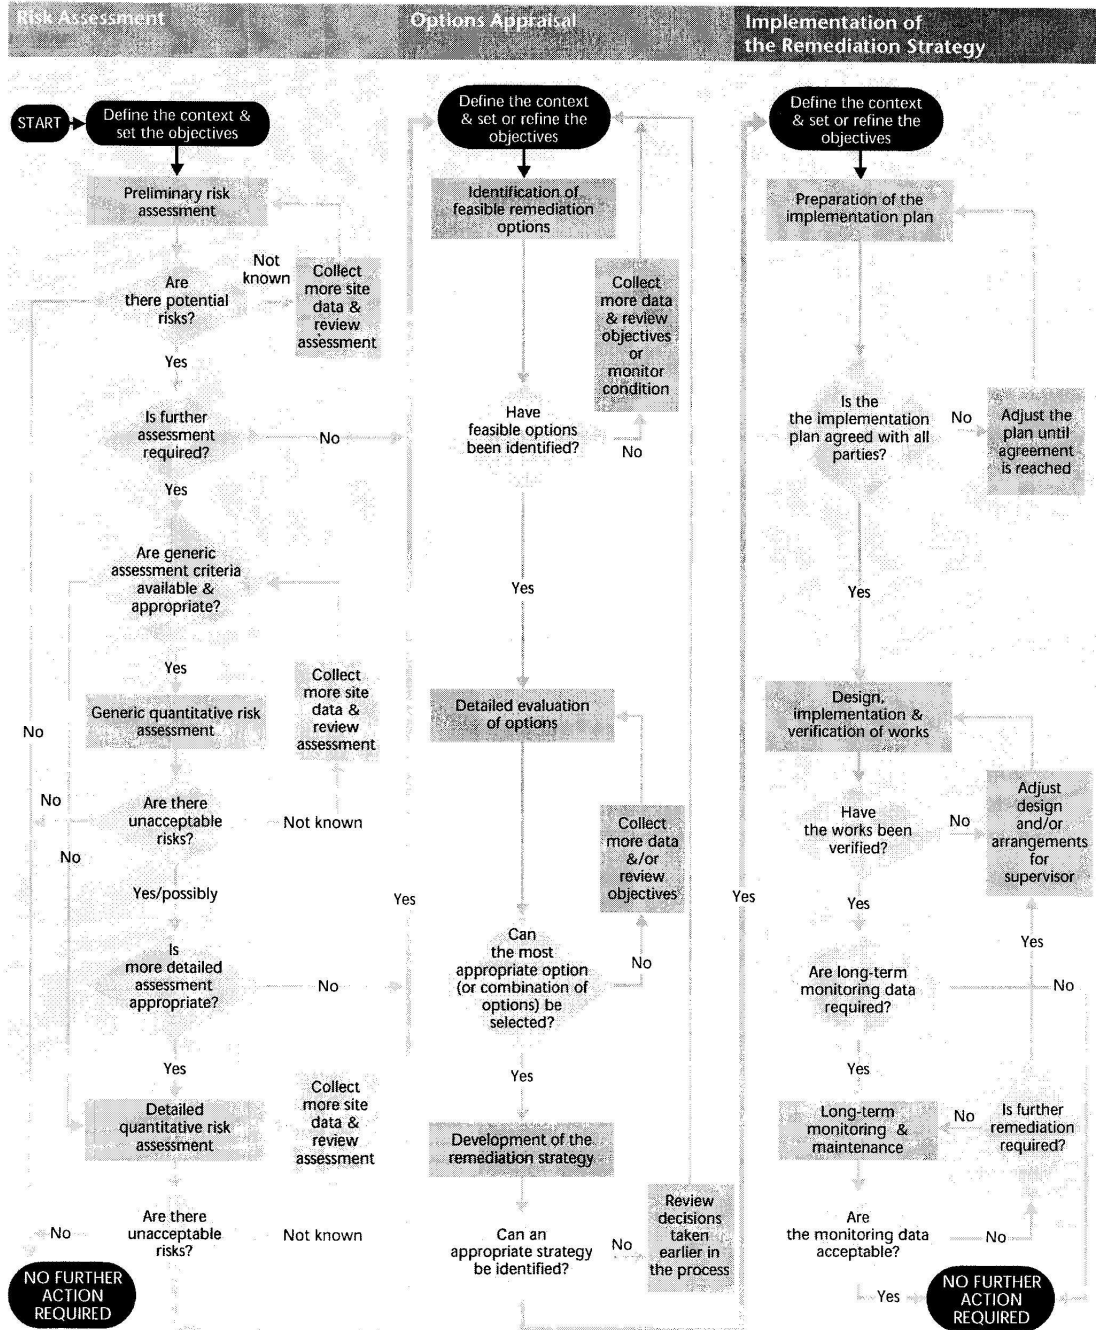 Risk Assessment
Options Appraisal
Implementation of
the Remediation Strategy
START
Define the context &
set the objectives
Preliminary risk
assessment
Are
there potential
risks?
Not
known
Collect
more site
data &
review
assessment
Yes
Is further
assessment
required?
No
Yes
Are generic
assessment criteria
available &
appropriate?
Yes
Generic quantitative risk
assessment
Collect
more site
data &
review
assessment
No
No
Are there
unacceptable
risks?
Not known
No
Yes/possibly
Is
more detailed
assessment
appropriate?
No
Yes
Detailed
quantitative risk
assessment
Collect
more site
data &
review
assessment
No
Are there
unacceptable
risks?
Not known
NO FURTHER
ACTION
REQUIRED
Define the context
& set or refine the
objectives
Identification of
feasible remediation
options
Collect
more data
& review
objectives
or
monitor
condition
Have
feasible options
been identified?
No
Yes
Detailed evaluation
of options
Collect
more data
&/or
review
objectives
Yes
Can
the most
appropriate option
(or combination of
options) be
selected?
No
Yes
Development of the
remediation strategy
Can an
appropriate strategy
be identified?
No
Review
decisions
taken
earlier in
the process
Yes
Define the context
& set or refine the
objectives
Preparation of the
implementation plan
Is the
the implementation
plan agreed with all
parties?
No
Adjust the
plan until
agreement
is reached
Yes
Design,
implementation &
verification of works
Have
the works been
verified?
No
Adjust
design
and/or
arrangements
for
supervisor
Yes
Yes
Are long-term
monitoring data
required?
No
Yes
Long-term
monitoring &
maintenance
No
Is further
remediation
required?
Are
the monitoring data
acceptable?
No
Yes
NO FURTHER
ACTION
REQUIRED